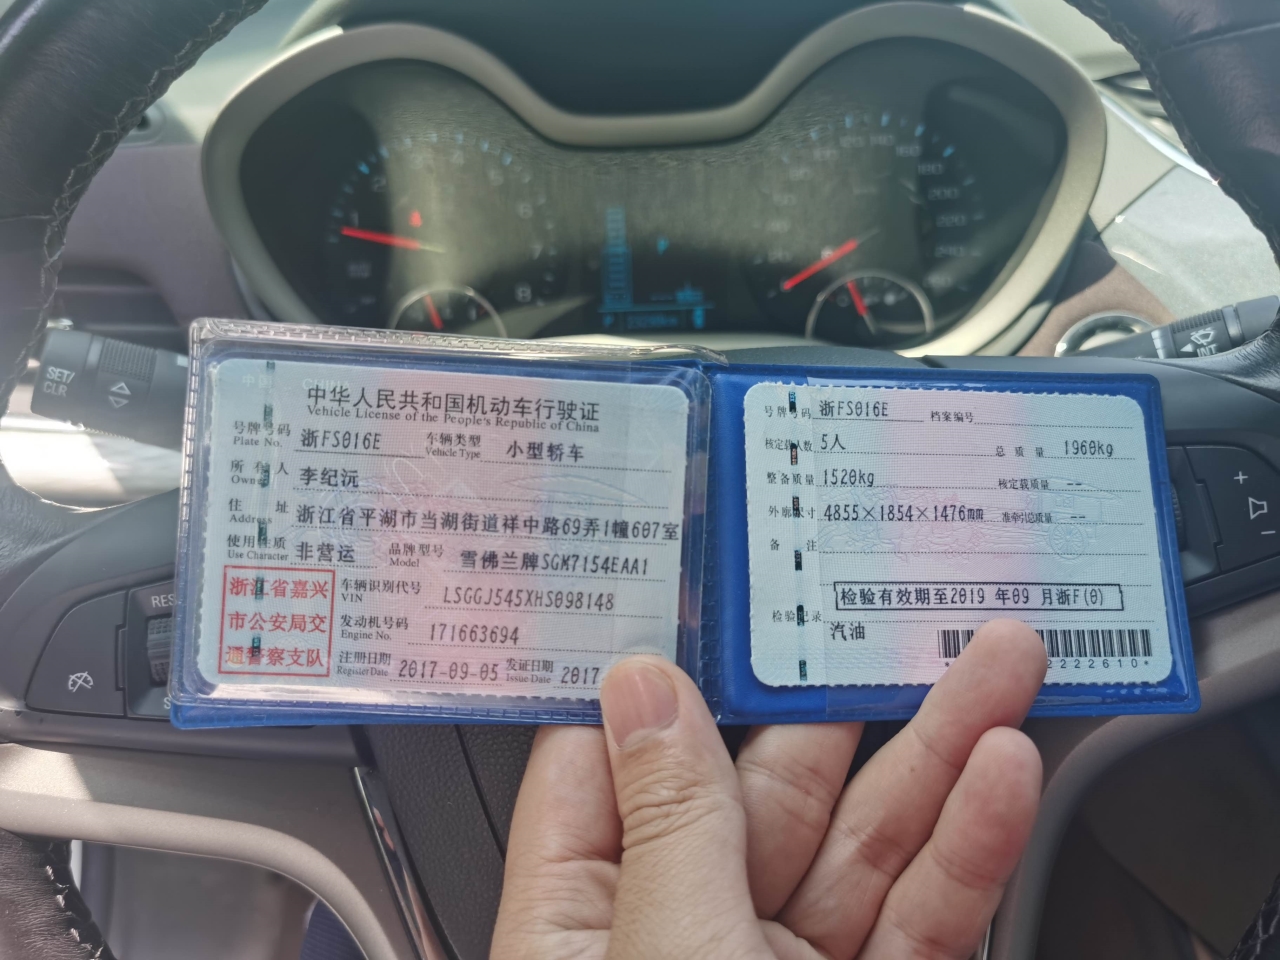 SET/
CLR
RES
INT
中华人民共和国机动车行驶证
Vehicle License of the People's Republic of China
号牌号码 浙FS016E 车辆类型 小型轿车
Plate No. Vehicle Type
所有人 李纪沅
Owner
住 址 浙江省平湖市当湖街道祥中路69弄1幢607室
Address
使用性质 非营运 品牌型号 雪佛兰牌SGM7154EAA1
Use Character Model
浙江省嘉兴
市公安局交
通警察支队
车辆识别代号 LSGGJ545XHS098148
VIN
发动机号码 171663694
Engine No.
注册日期 2017-09-05 发证日期 2017
Register Date Issue Date
号牌号码 浙FS016E 档案编号
核定载人数 5人 总质量 1960kg
整备质量 1520kg 核定载质量 --
外廓尺寸 4855×1854×1476mm 准牵引总质量 --
备 注
检验有效期至2019 年09 月浙F(0)
检验记录
汽油
2222610*